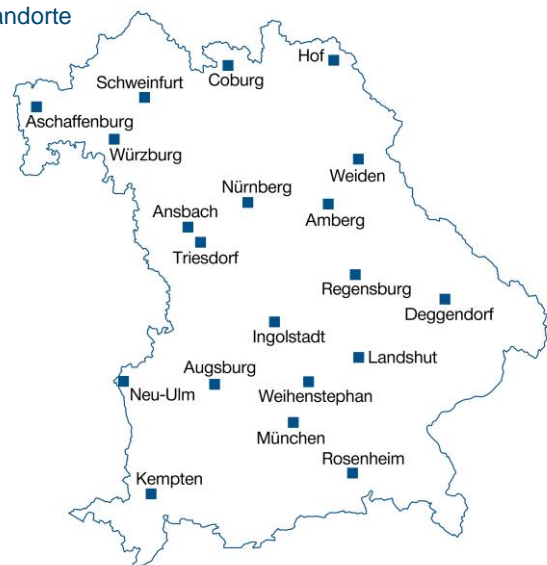 andorte
Hof
Coburg
Schweinfurt
Aschaffenburg
Würzburg
Weiden
Nürnberg
Amberg
Ansbach
Triesdorf
Regensburg
Deggendorf
Ingolstadt
Landshut
Augsburg
Neu-Ulm
Weihenstephan
München
Rosenheim
Kempten